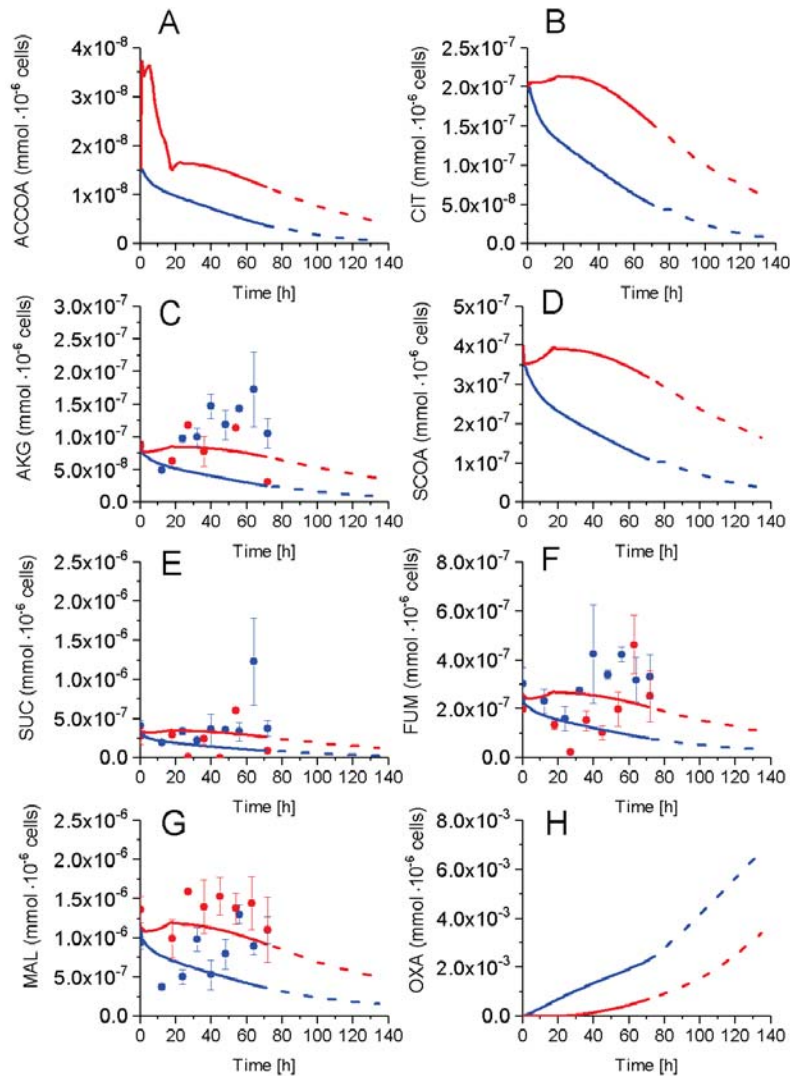 A
4x10-8
3x10-8
2x10-8
1x10-8
0
ACCOA (mmol ·10-6 cells)
0 20 40 60 80 100 120 140
Time [h]
B
2.5x10-7
2.0x10-7
1.5x10-7
1.0x10-7
5.0x10-8
0
CIT (mmol ·10-6 cells)
0 20 40 60 80 100 120 140
Time [h]
C
3.0x10-7
2.5x10-7
2.0x10-7
1.5x10-7
1.0x10-7
5.0x10-8
0.0
AKG (mmol ·10-6 cells)
0 20 40 60 80 100 120 140
Time [h]
D
5x10-7
4x10-7
3x10-7
2x10-7
1x10-7
0
SCOA (mmol ·10-6 cells)
0 20 40 60 80 100 120 140
Time [h]
E
2.5x10-6
2.0x10-6
1.5x10-6
1.0x10-6
5.0x10-7
0.0
SUC (mmol ·10-6 cells)
0 20 40 60 80 100 120 140
Time [h]
F
8.0x10-7
6.0x10-7
4.0x10-7
2.0x10-7
0.0
FUM (mmol ·10-6 cells)
0 20 40 60 80 100 120 140
Time [h]
G
2.5x10-6
2.0x10-6
1.5x10-6
1.0x10-6
5.0x10-7
0.0
MAL (mmol ·10-6 cells)
0 20 40 60 80 100 120 140
Time [h]
H
8.0x10-3
6.0x10-3
4.0x10-3
2.0x10-3
0.0
OXA (mmol ·10-6 cells)
0 20 40 60 80 100 120 140
Time [h]